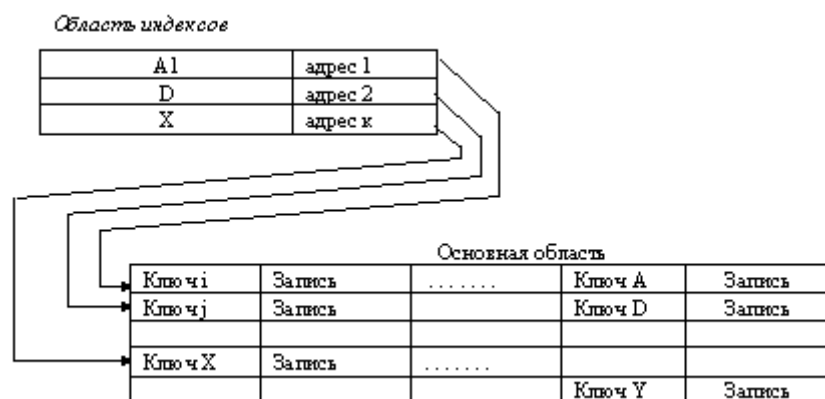 Область индексов
A1 адрес 1
D адрес 2
X адрес к
Основная область
Ключ i Запись ....... Ключ A Запись
Ключ j Запись Ключ D Запись
Ключ X Запись .......
Ключ Y Запись